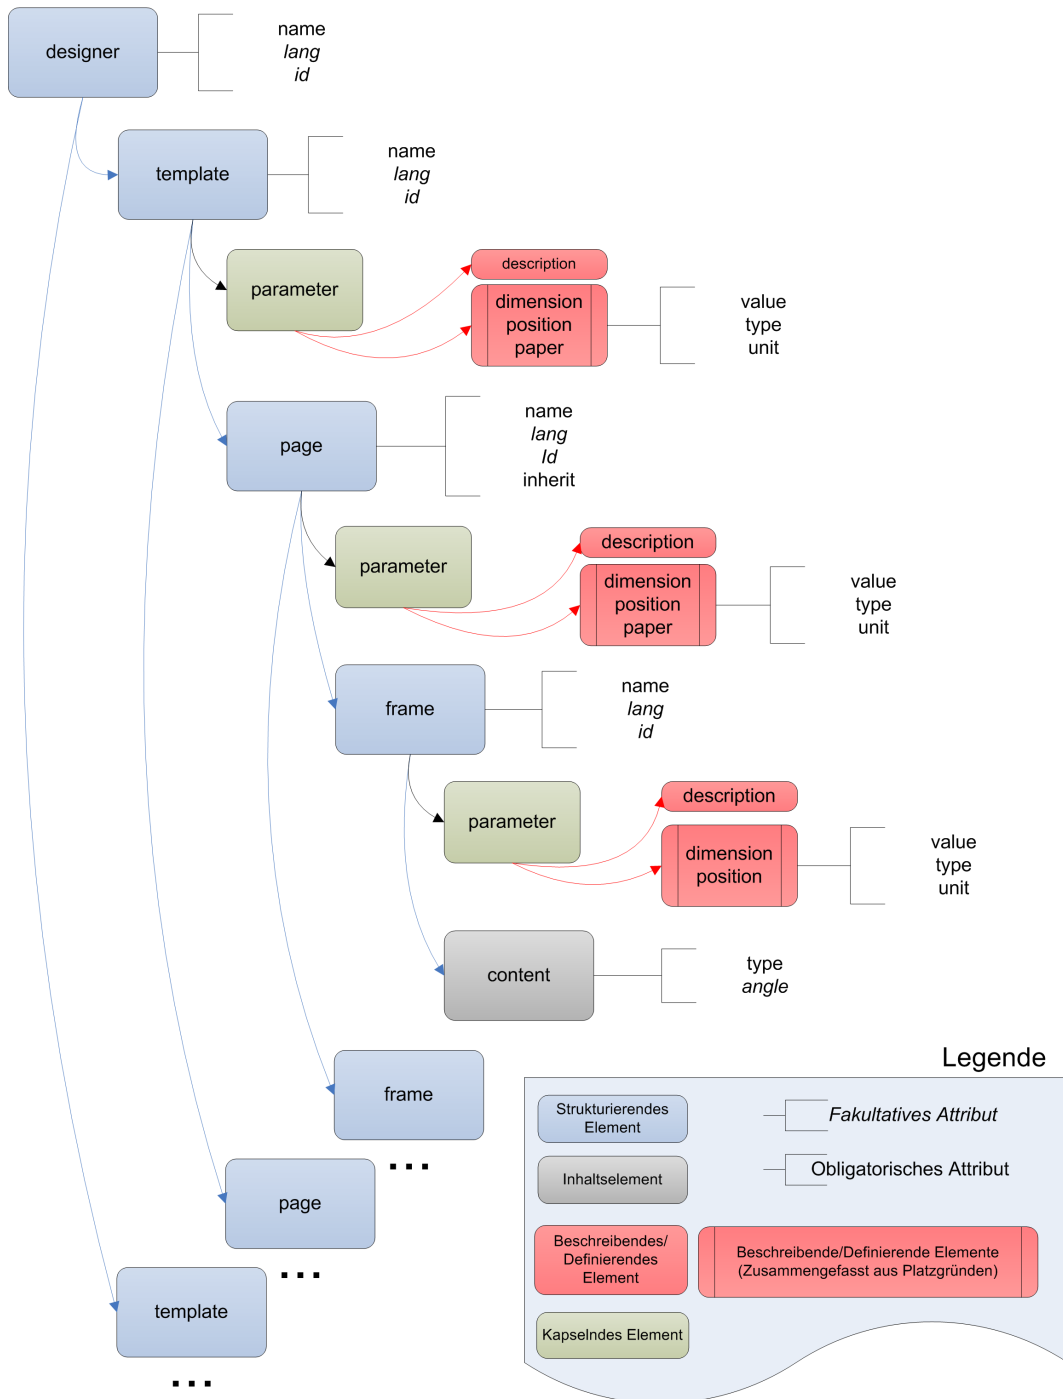 designer
name
lang
id
template
name
lang
id
parameter
description
dimension
position
paper
value
type
unit
page
name
lang
Id
inherit
parameter
description
dimension
position
paper
value
type
unit
frame
name
lang
id
parameter
description
dimension
position
value
type
unit
content
type
angle
frame
...
page
...
template
...
Legende
Strukturierendes
Element
Fakultatives Attribut
Inhaltselement
Obligatorisches Attribut
Beschreibendes/
Definierendes
Element
Beschreibende/Definierende Elemente
(Zusammengefasst aus Platzgründen)
Kapselndes Element